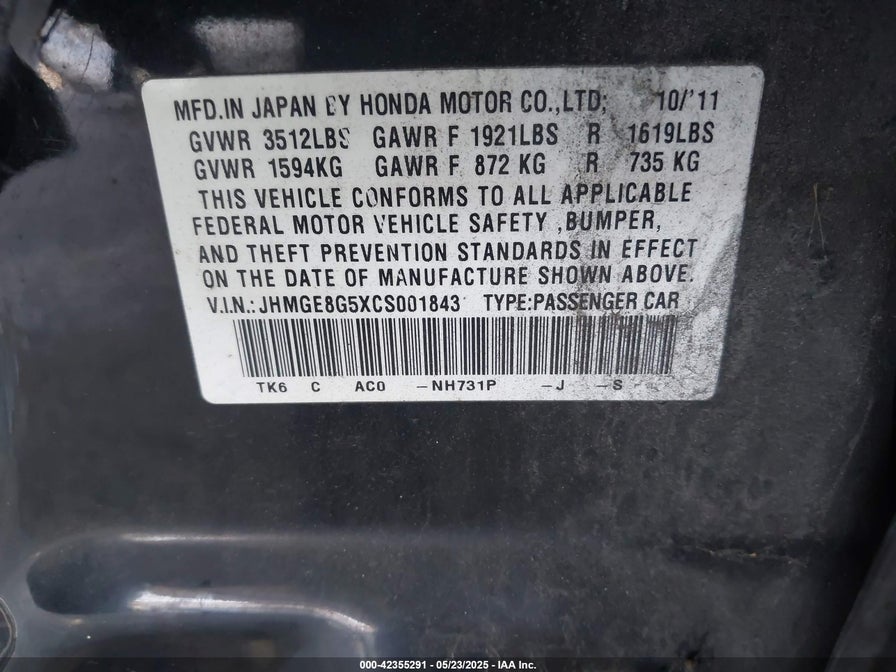 MFD.IN JAPAN BY HONDA MOTOR CO.,LTD; 10/'11
GVWR 3512LBS GAWR F 1921LBS R 1619LBS
GVWR 1594KG GAWR F 872 KG R 735 KG
THIS VEHICLE CONFORMS TO ALL APPLICABLE
FEDERAL MOTOR VEHICLE SAFETY ,BUMPER,
AND THEFT PREVENTION STANDARDS IN EFFECT
ON THE DATE OF MANUFACTURE SHOWN ABOVE.
V.I.N.: JHMGE8G5XCS001843 TYPE:PASSENGER CAR
TK6 C AC0 -NH731P -J -S-
000-42355291 - 05/23/2025 - IAA Inc.